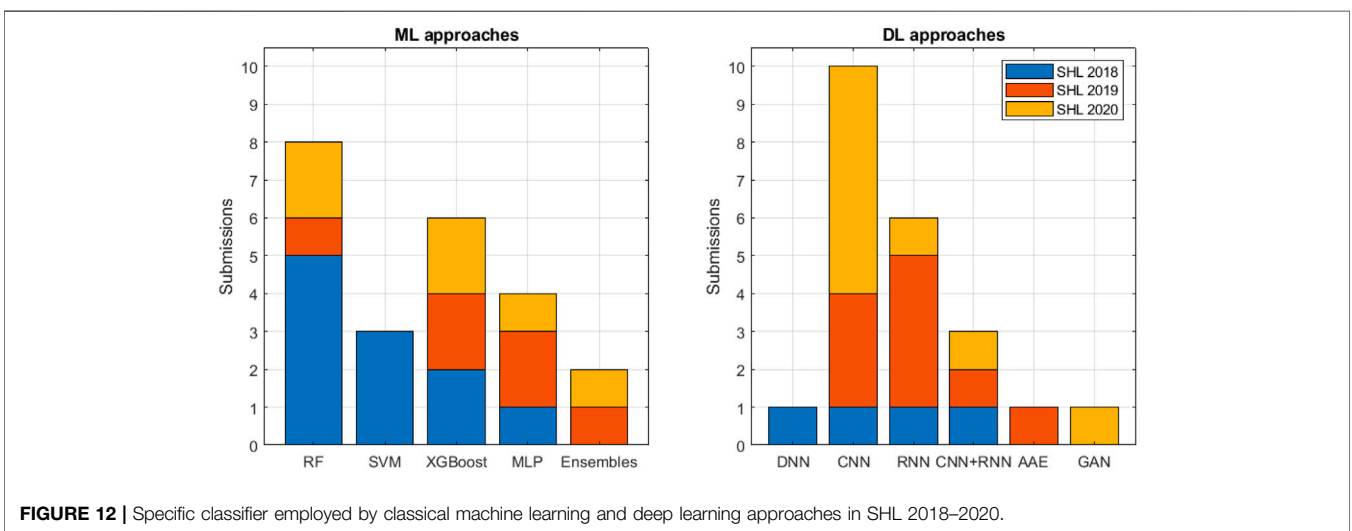 ML approaches
Submissions
10
9
8
7
6
5
4
3
2
1
0
RF SVM XGBoost MLP Ensembles
DL approaches
Submissions
10
9
8
7
6
5
4
3
2
1
0
DNN CNN RNN CNN+RNN AAE GAN
SHL 2018
SHL 2019
SHL 2020
FIGURE 12 | Specific classifier employed by classical machine learning and deep learning approaches in SHL 2018–2020.